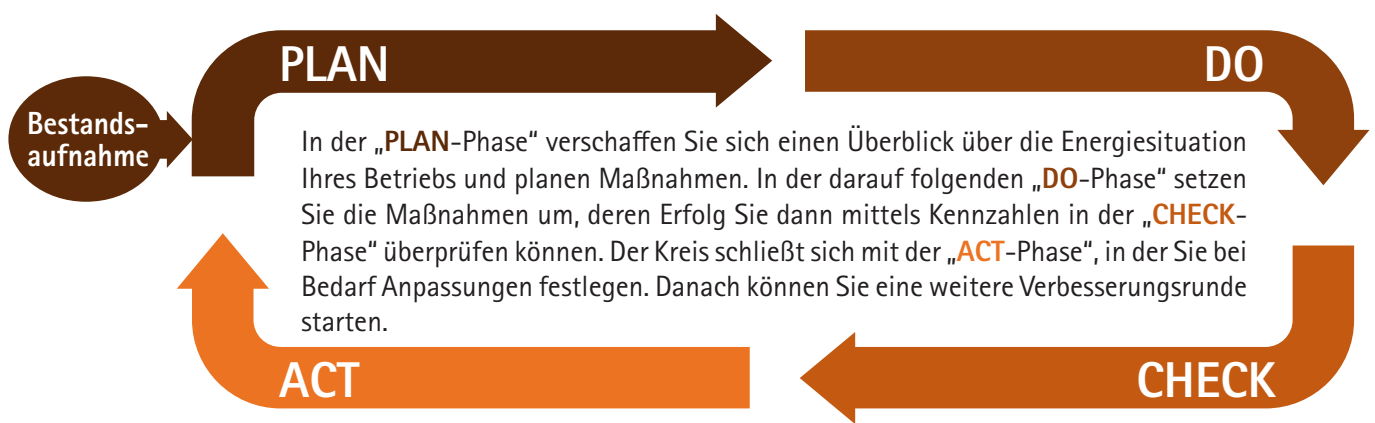 PLAN
DO
Bestands-
aufnahme
In der „PLAN-Phase“ verschaffen Sie sich einen Überblick über die Energiesituation
Ihres Betriebs und planen Maßnahmen. In der darauf folgenden „DO-Phase“ setzen
Sie die Maßnahmen um, deren Erfolg Sie dann mittels Kennzahlen in der „CHECK-
Phase“ überprüfen können. Der Kreis schließt sich mit der „ACT-Phase“, in der Sie bei
Bedarf Anpassungen festlegen. Danach können Sie eine weitere Verbesserungsrunde
starten.
ACT
CHECK